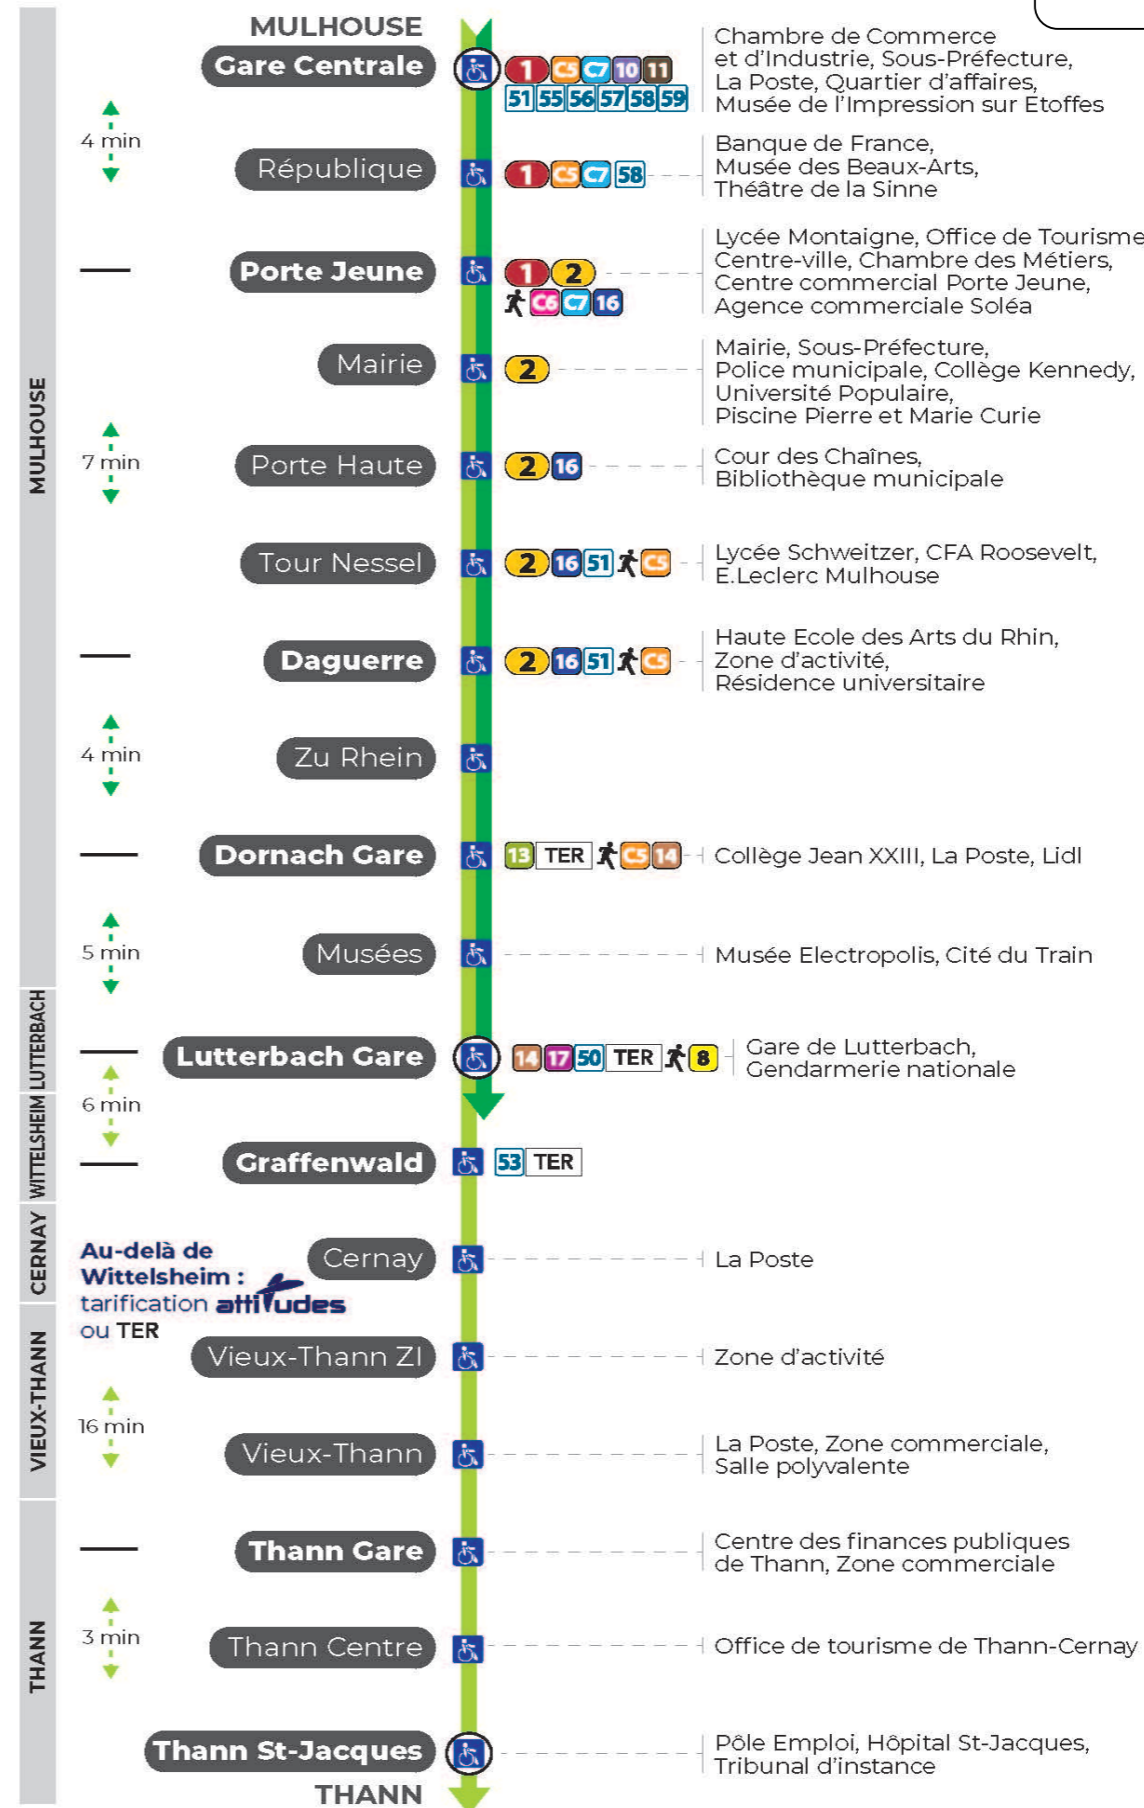 MULHOUSE
Gare Centrale
1 C5 C7 10 11
51 55 56 57 58 59
Chambre de Commerce
et d'Industrie, Sous-Préfecture,
La Poste, Quartier d'affaires,
Musée de l'Impression sur Etoffes
4 min
République
1 C5 C7 58
Banque de France,
Musée des Beaux-Arts,
Théâtre de la Sinne
Porte Jeune
1 2
C6 C7 16
Lycée Montaigne, Office de Tourisme
Centre-ville, Chambre des Métiers,
Centre commercial Porte Jeune,
Agence commerciale Soléa
Mairie
2
Mairie, Sous-Préfecture,
Police municipale, Collège Kennedy,
Université Populaire,
Piscine Pierre et Marie Curie
MULHOUSE
7 min
Porte Haute
2 16
Cour des Chaînes,
Bibliothèque municipale
Tour Nessel
2 16 51 C5
Lycée Schweitzer, CFA Roosevelt,
E.Leclerc Mulhouse
Daguerre
2 16 51 C5
Haute Ecole des Arts du Rhin,
Zone d'activité,
Résidence universitaire
4 min
Zu Rhein
Dornach Gare
13 TER C5 14
Collège Jean XXIII, La Poste, Lidl
5 min
Musées
Musée Electropolis, Cité du Train
LUTTERBACH
Lutterbach Gare
14 17 50 TER 8
Gare de Lutterbach,
Gendarmerie nationale
6 min
WITTELSHEIM
Graffenwald
53 TER
CERNAY
Au-delà de
Wittelsheim :
tarification attitudes
ou TER
Cernay
La Poste
VIEUX-THANN
Vieux-Thann ZI
Zone d'activité
16 min
Vieux-Thann
La Poste, Zone commerciale,
Salle polyvalente
Thann Gare
Centre des finances publiques
de Thann, Zone commerciale
THANN
3 min
Thann Centre
Office de tourisme de Thann-Cernay
Thann St-Jacques
Pôle Emploi, Hôpital St-Jacques,
Tribunal d'instance
THANN